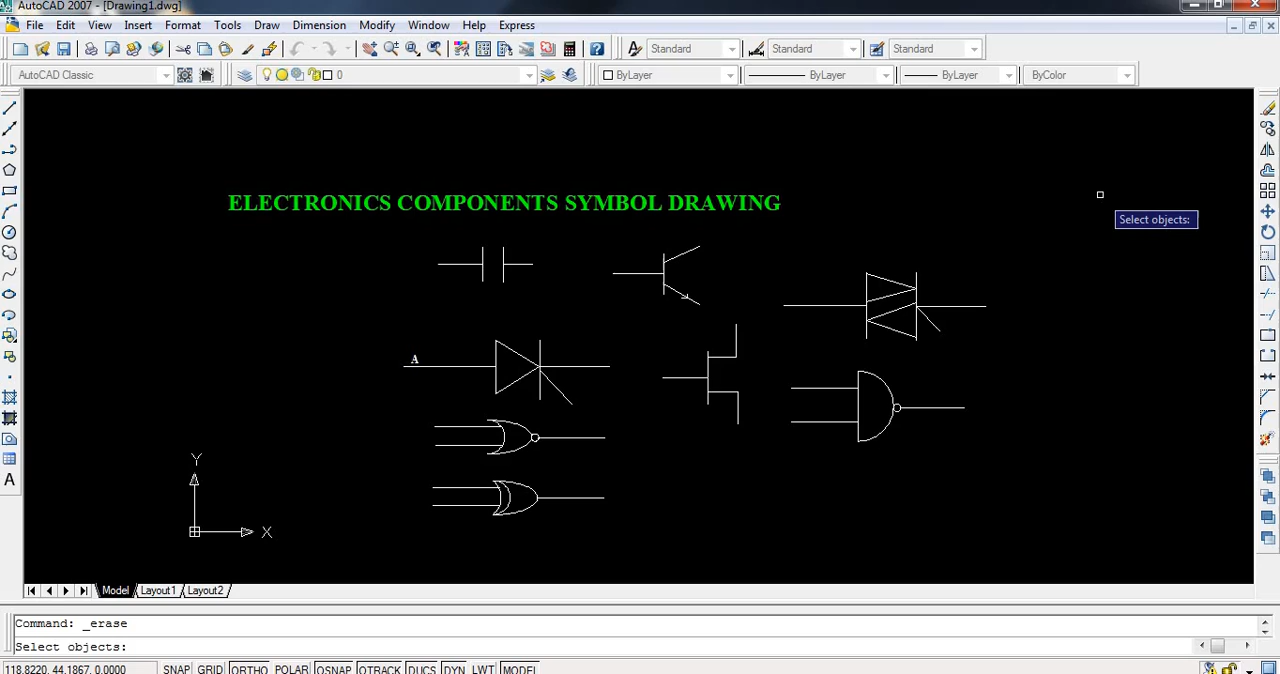 AutoCAD 2007 - [Drawing1.dwg]
File Edit View Insert Format Tools Draw Dimension Modify Window Help Express
Standard Standard Standard
AutoCAD Classic 0 ByLayer ByLayer ByLayer ByColor
ELECTRONICS COMPONENTS SYMBOL DRAWING
Select objects:
A
Y
X
Model Layout1 Layout2
Command: _erase
Select objects:
118.8220, 44.1867, 0.0000 SNAP GRID ORTHO POLAR OSNAP OTRACK DUCS DYN LWT MODEL